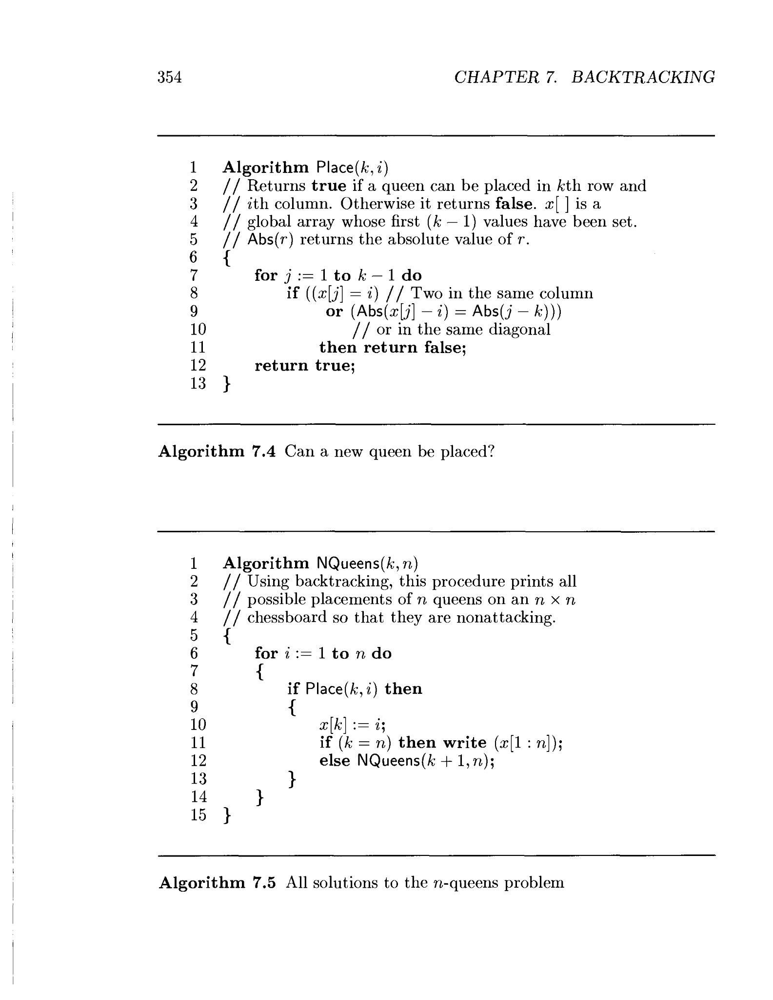 354 CHAPTER 7. BACKTRACKING
1 Algorithm Place(k, i)
2 // Returns true if a queen can be placed in kth row and
3 // ith column. Otherwise it returns false. x[ ] is a
4 // global array whose first (k − 1) values have been set.
5 // Abs(r) returns the absolute value of r.
6 {
7 for j := 1 to k − 1 do
8 if ((x[j] = i) // Two in the same column
9 or (Abs(x[j] − i) = Abs(j − k)))
10 // or in the same diagonal
11 then return false;
12 return true;
13 }
Algorithm 7.4 Can a new queen be placed?
1 Algorithm NQueens(k, n)
2 // Using backtracking, this procedure prints all
3 // possible placements of n queens on an n × n
4 // chessboard so that they are nonattacking.
5 {
6 for i := 1 to n do
7 {
8 if Place(k, i) then
9 {
10 x[k] := i;
11 if (k = n) then write (x[1 : n]);
12 else NQueens(k + 1, n);
13 }
14 }
15 }
Algorithm 7.5 All solutions to the n-queens problem